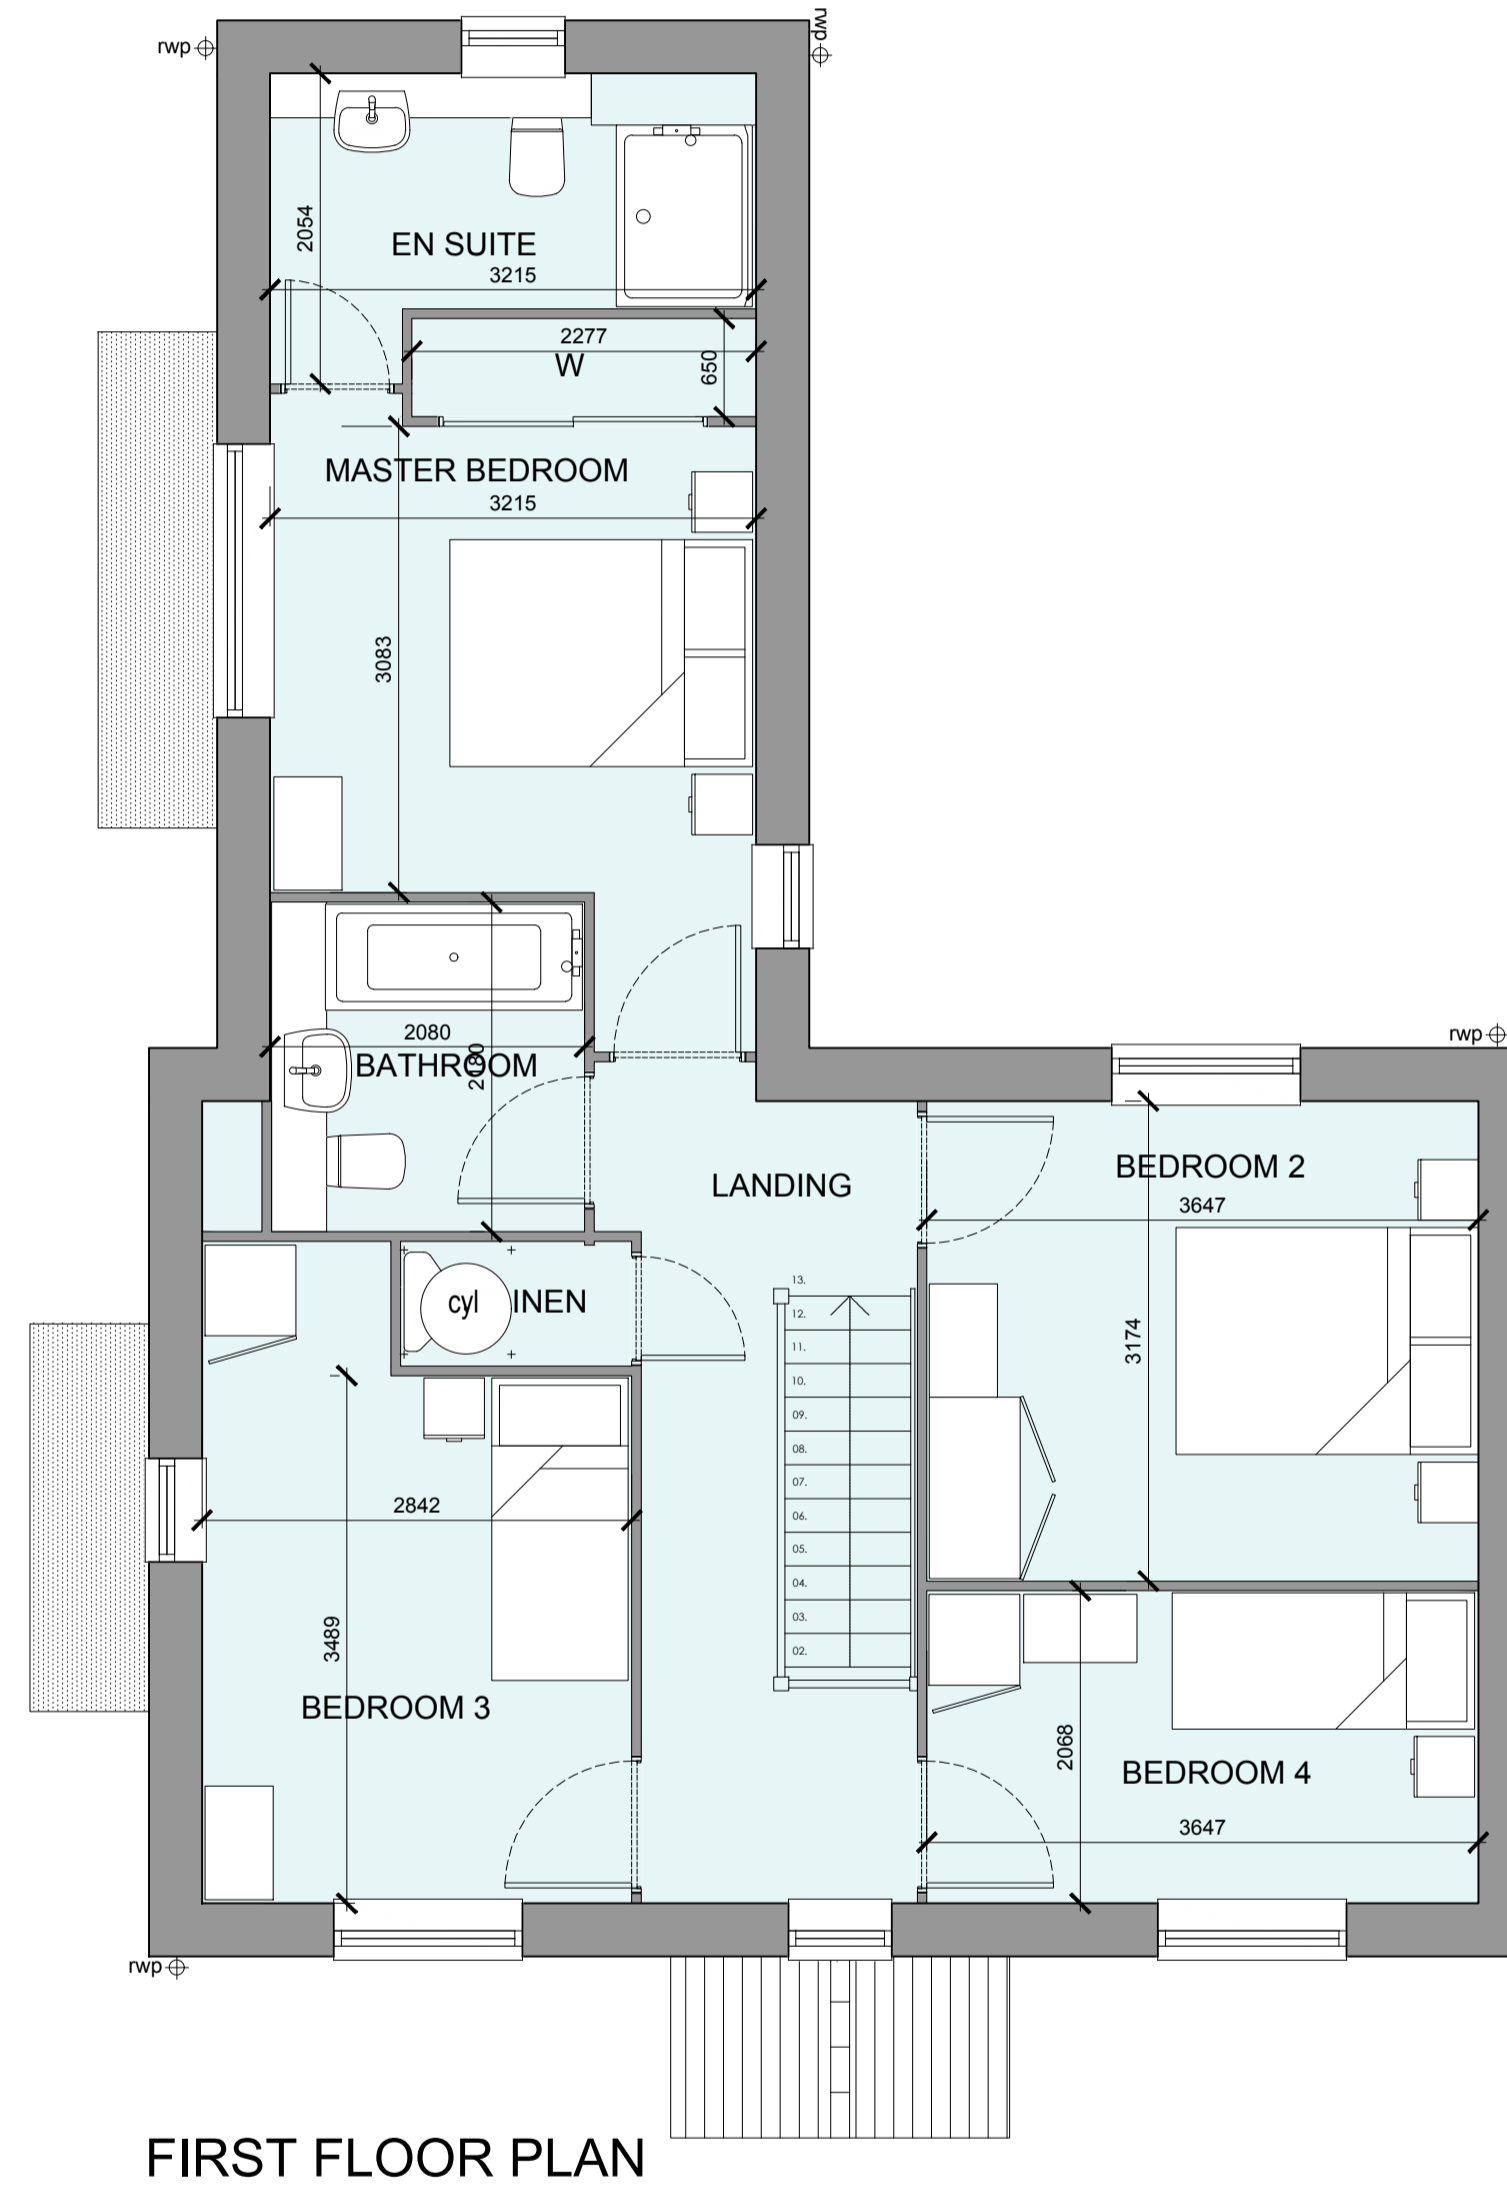 rwp
rwp
2054
EN SUITE
3215
2277
W
650
MASTER BEDROOM
3215
3083
2080
BATHROOM
rwp
LANDING
BEDROOM 2
3647
cyl
INEN
13.
12.
11.
10.
09.
08.
07.
06.
05.
04.
03.
02.
3174
2842
3489
BEDROOM 3
2068
BEDROOM 4
3647
rwp
FIRST FLOOR PLAN